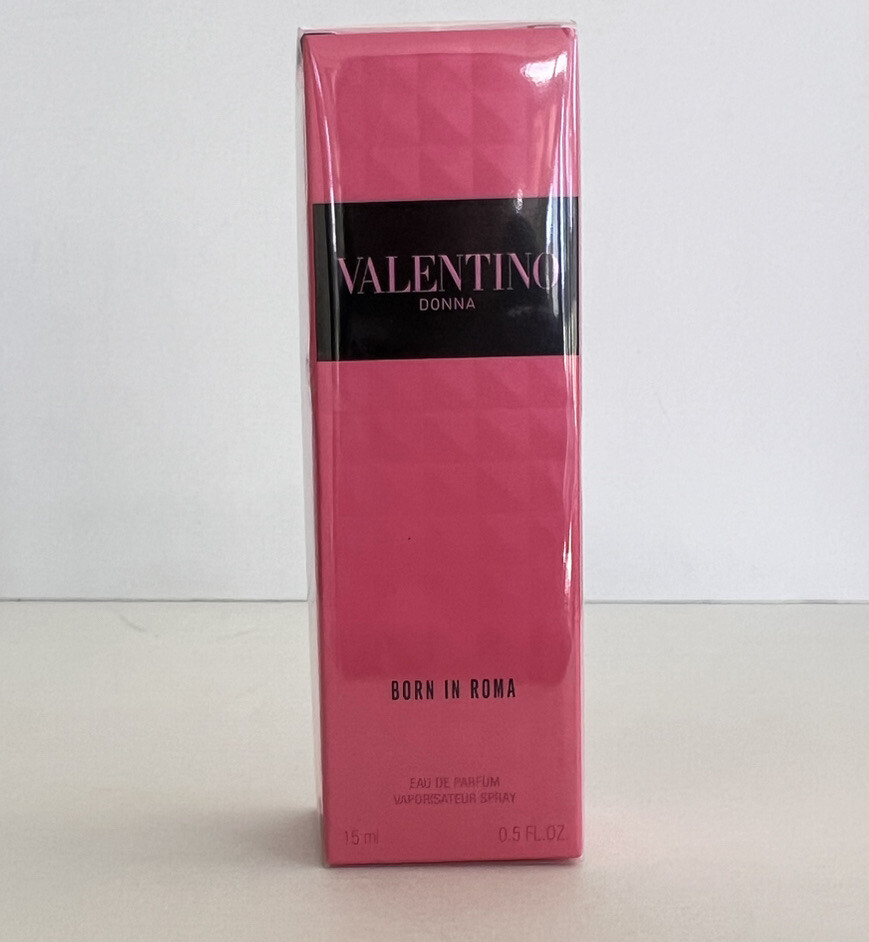 VALENTINO
DONNA
BORN IN ROMA
EAU DE PARFUM
VAPORISATEUR SPRAY
15 ml 0.5 FL.OZ.